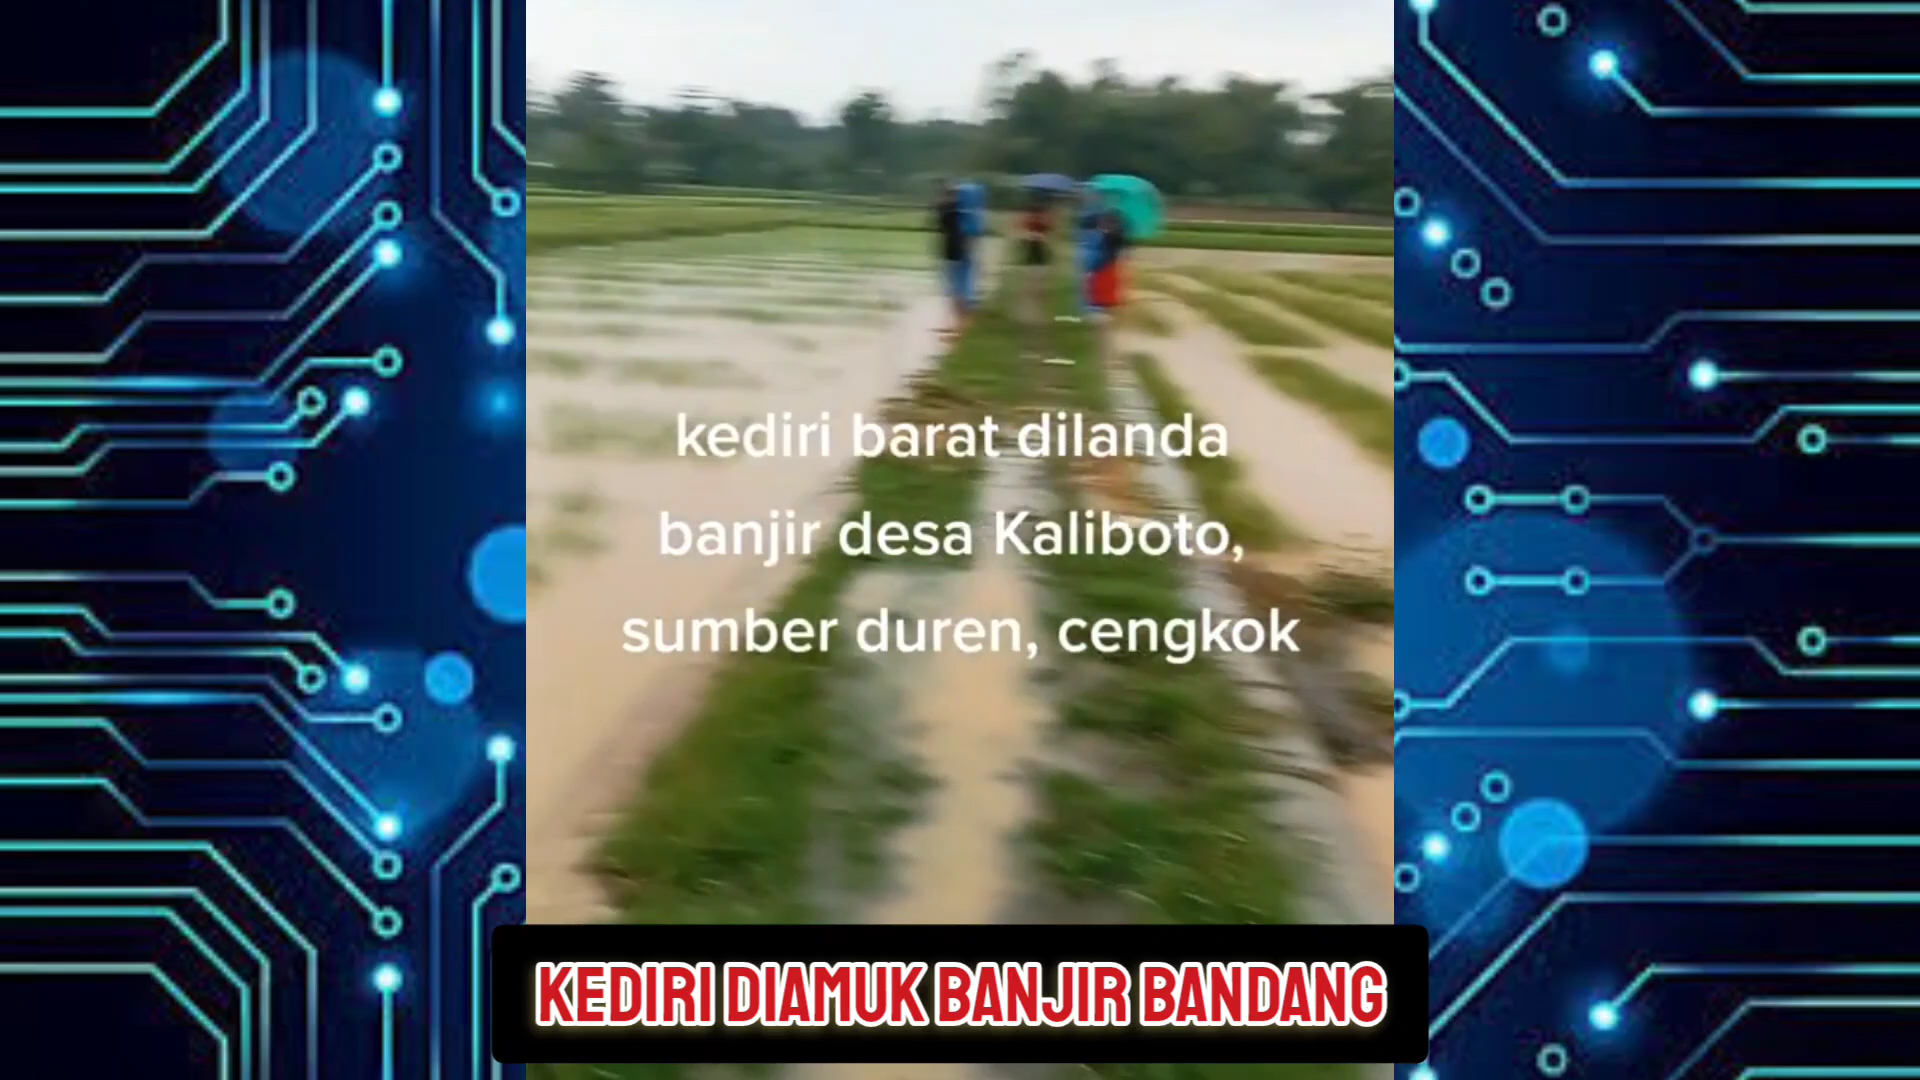 kediri barat dilanda
banjir desa Kaliboto,
sumber duren, cengkok
KEDIRI DIAMUK BANJIR BANDANG